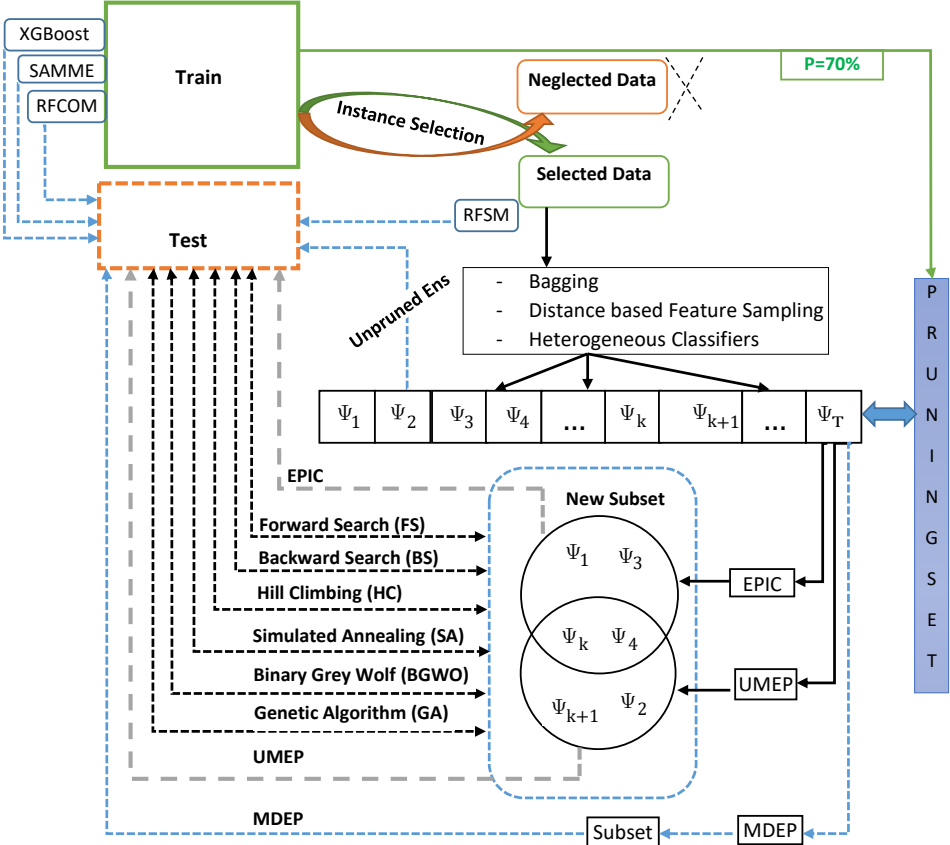 XGBoost
SAMME
RFCOM
Train
P=70%
Neglected Data
Instance Selection
Selected Data
RFSM
Test
Unpruned Ens
- Bagging
- Distance based Feature Sampling
- Heterogeneous Classifiers
PRUNINGSET
Ψ1 Ψ2 Ψ3 Ψ4 ... Ψk Ψk+1 ... ΨT
EPIC
New Subset
Forward Search (FS)
Backward Search (BS)
Hill Climbing (HC)
Simulated Annealing (SA)
Binary Grey Wolf (BGWO)
Genetic Algorithm (GA)
UMEP
Ψ1 Ψ3
Ψk Ψ4
Ψk+1 Ψ2
EPIC
UMEP
MDEP
Subset
MDEP